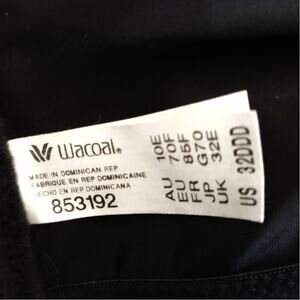 Wacoal
MADE IN DOMINICAN REP
FABRIQUE EN REP DOMINICAINE
HECHO EN REP DOMINICANA
853192
AU 10E
EU 70F
FR 85F
JP G70
UK 32E
US 32DDD